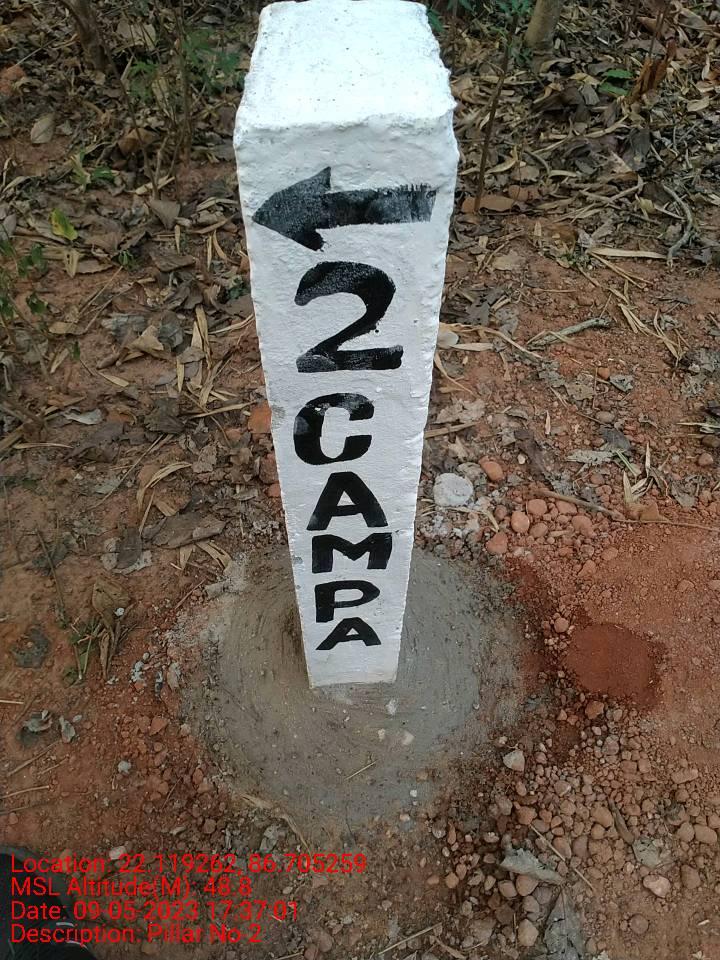 2
CAMPA
Location: 22.119262, 86.705259
MSL Altitude(M): 48.8
Date: 09-05-2023 17:37:01
Description: Pillar No-2